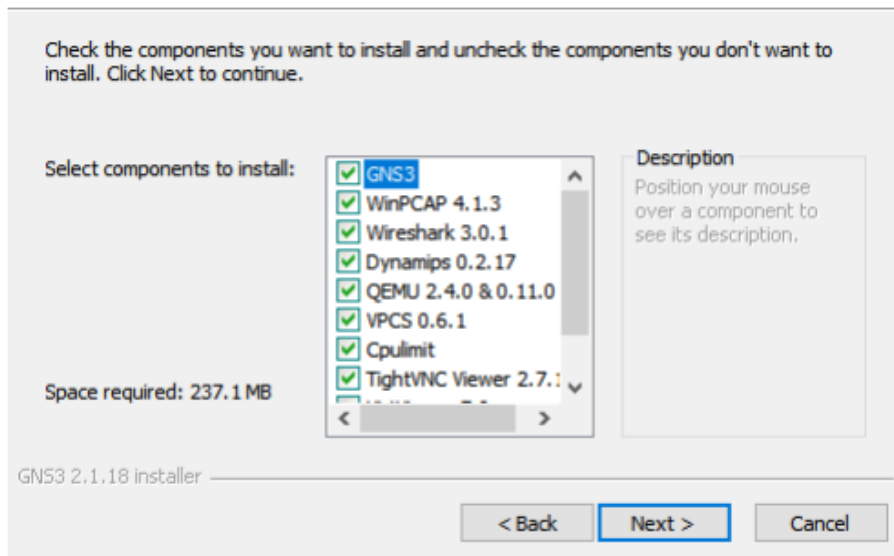 Check the components you want to install and uncheck the components you don't want to
install. Click Next to continue.
Select components to install:
GNS3
WinPCAP 4.1.3
Wireshark 3.0.1
Dynamips 0.2.17
QEMU 2.4.0 & 0.11.0
VPCS 0.6.1
Cpulimit
TightVNC Viewer 2.7.
Description
Position your mouse
over a component to
see its description.
Space required: 237.1MB
GNS3 2.1.18 installer
< Back
Next >
Cancel